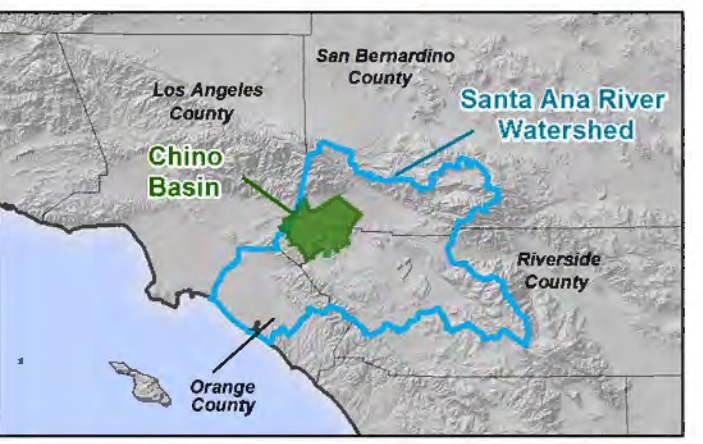 San Bernardino
County
Los Angeles
County
Santa Ana River
Watershed
Chino
Basin
Riverside
County
Orange
County